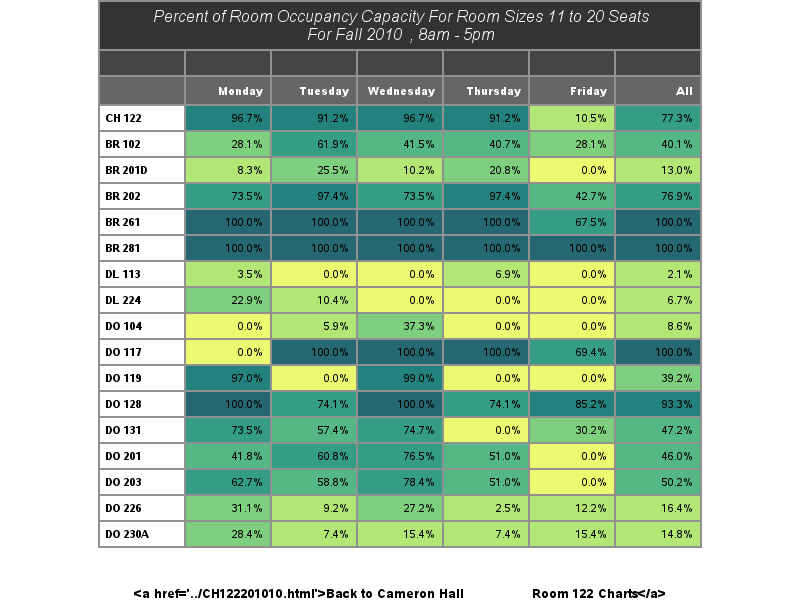 Percent of Room Occupancy Capacity For Room Sizes 11 to 20 Seats
For Fall 2010 , 8am - 5pm
Monday Tuesday Wednesday Thursday Friday All
CH 122 96.7% 91.2% 96.7% 91.2% 10.5% 77.3%
BR 102 28.1% 61.9% 41.5% 40.7% 28.1% 40.1%
BR 201D 8.3% 25.5% 10.2% 20.8% 0.0% 13.0%
BR 202 73.5% 97.4% 73.5% 97.4% 42.7% 76.9%
BR 261 100.0% 100.0% 100.0% 100.0% 67.5% 100.0%
BR 281 100.0% 100.0% 100.0% 100.0% 100.0% 100.0%
DL 113 3.5% 0.0% 0.0% 6.9% 0.0% 2.1%
DL 224 22.9% 10.4% 0.0% 0.0% 0.0% 6.7%
DO 104 0.0% 5.9% 37.3% 0.0% 0.0% 8.6%
DO 117 0.0% 100.0% 100.0% 100.0% 69.4% 100.0%
DO 119 97.0% 0.0% 99.0% 0.0% 0.0% 39.2%
DO 128 100.0% 74.1% 100.0% 74.1% 85.2% 93.3%
DO 131 73.5% 57.4% 74.7% 0.0% 30.2% 47.2%
DO 201 41.8% 60.8% 76.5% 51.0% 0.0% 46.0%
DO 203 62.7% 58.8% 78.4% 51.0% 0.0% 50.2%
DO 226 31.1% 9.2% 27.2% 2.5% 12.2% 16.4%
DO 230A 28.4% 7.4% 15.4% 7.4% 15.4% 14.8%
<a href='../CH122201010.html'>Back to Cameron Hall Room 122 Charts</a>